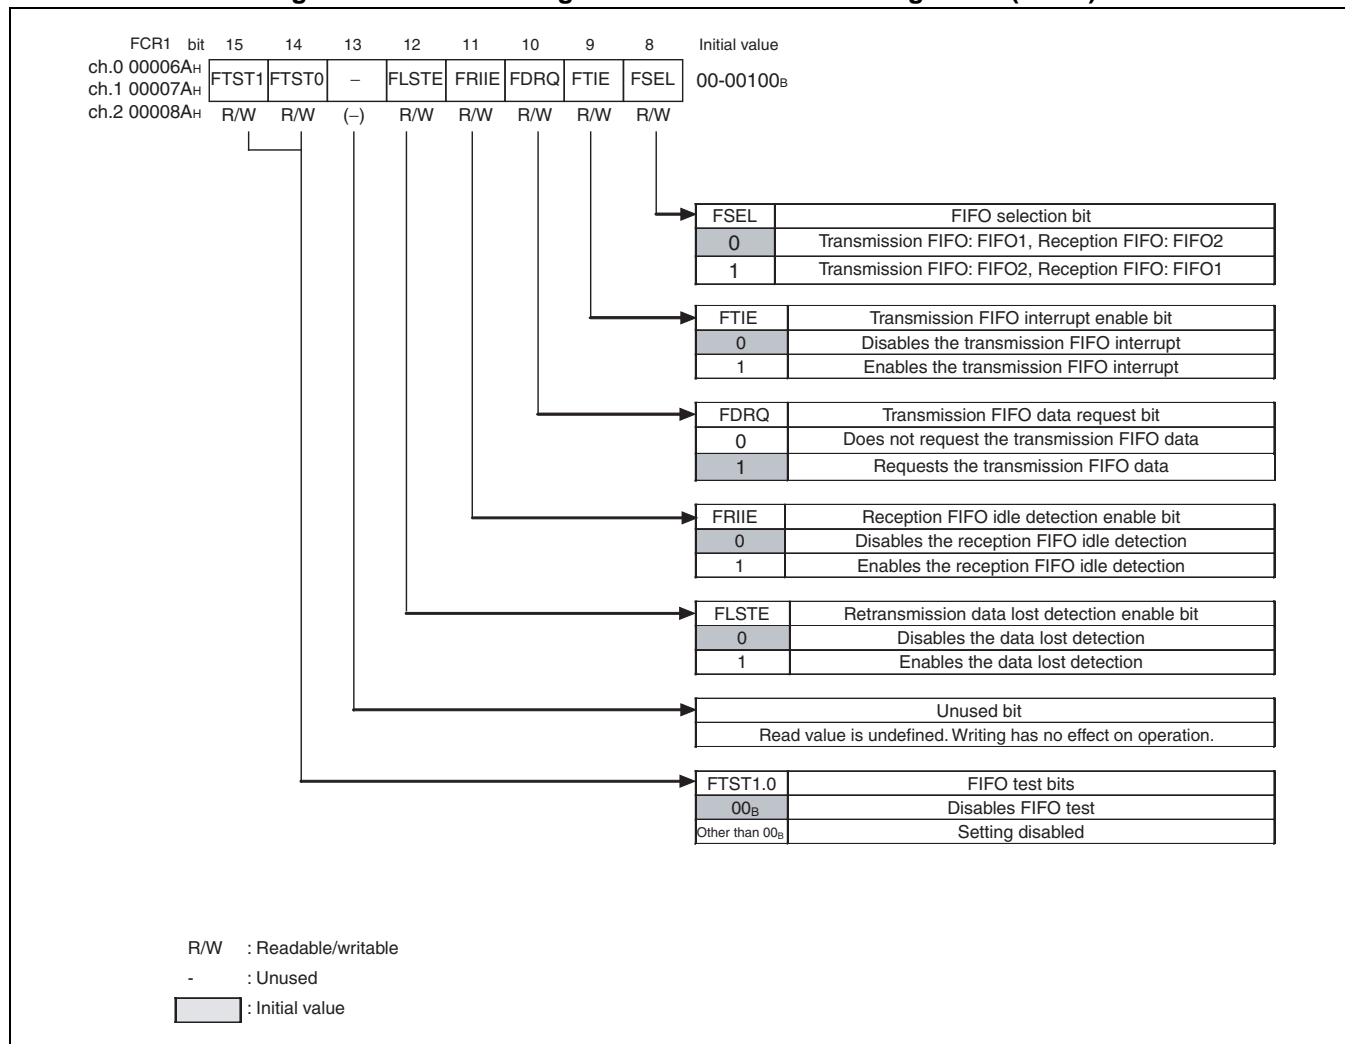 FCR1 bit 15 14 13 12 11 10 9 8 Initial value
ch.0 00006AH
ch.1 00007AH
ch.2 00008AH
FTST1 FTST0 – FLSTE FRIIE FDRQ FTIE FSEL 00-00100B
R/W R/W (–) R/W R/W R/W R/W R/W
FSEL FIFO selection bit
0 Transmission FIFO: FIFO1, Reception FIFO: FIFO2
1 Transmission FIFO: FIFO2, Reception FIFO: FIFO1
FTIE Transmission FIFO interrupt enable bit
0 Disables the transmission FIFO interrupt
1 Enables the transmission FIFO interrupt
FDRQ Transmission FIFO data request bit
0 Does not request the transmission FIFO data
1 Requests the transmission FIFO data
FRIIE Reception FIFO idle detection enable bit
0 Disables the reception FIFO idle detection
1 Enables the reception FIFO idle detection
FLSTE Retransmission data lost detection enable bit
0 Disables the data lost detection
1 Enables the data lost detection
Unused bit
Read value is undefined. Writing has no effect on operation.
FTST1.0 FIFO test bits
00B Disables FIFO test
Other than 00B Setting disabled
R/W : Readable/writable
- : Unused
: Initial value